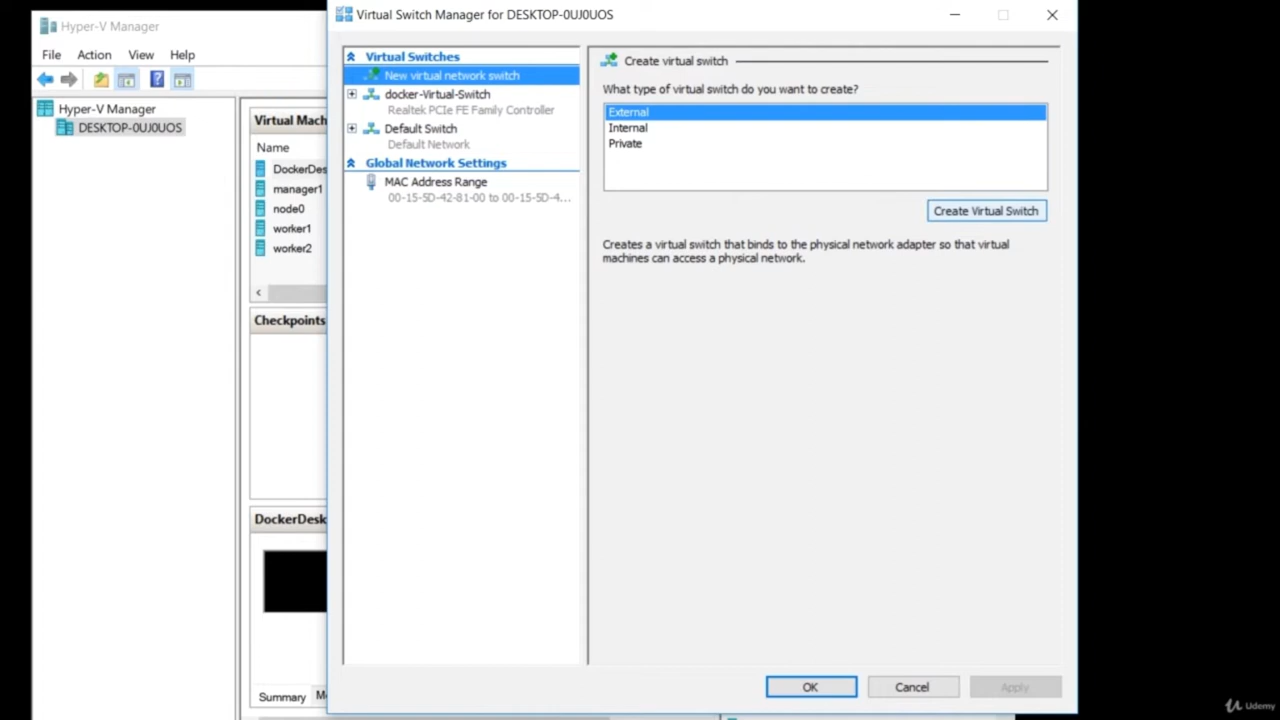 Hyper-V Manager
File Action View Help
Hyper-V Manager
DESKTOP-0UJ0UOS
Virtual Mach
Name
DockerDes
manager1
node0
worker1
worker2
Checkpoints
DockerDesk
Summary
Virtual Switch Manager for DESKTOP-0UJ0UOS
Virtual Switches
New virtual network switch
docker-Virtual-Switch
Realtek PCIe FE Family Controller
Default Switch
Default Network
Global Network Settings
MAC Address Range
00-15-5D-42-81-00 to 00-15-5D-4...
Create virtual switch
What type of virtual switch do you want to create?
External
Internal
Private
Create Virtual Switch
Creates a virtual switch that binds to the physical network adapter so that virtual
machines can access a physical network.
OK Cancel Apply
Udemy